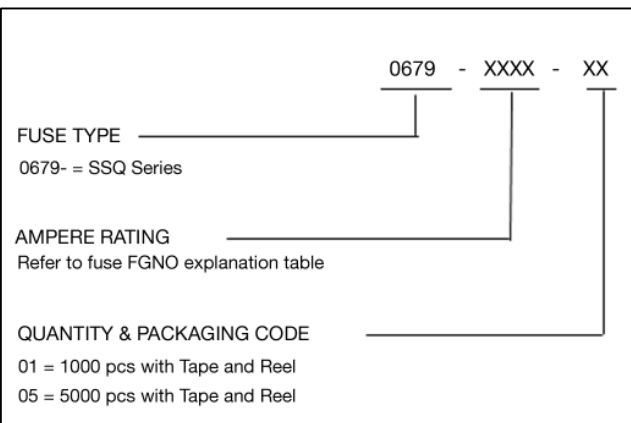 0679 - XXXX - XX
FUSE TYPE
0679- = SSQ Series
AMPERE RATING
Refer to fuse FGNO explanation table
QUANTITY & PACKAGING CODE
01 = 1000 pcs with Tape and Reel
05 = 5000 pcs with Tape and Reel